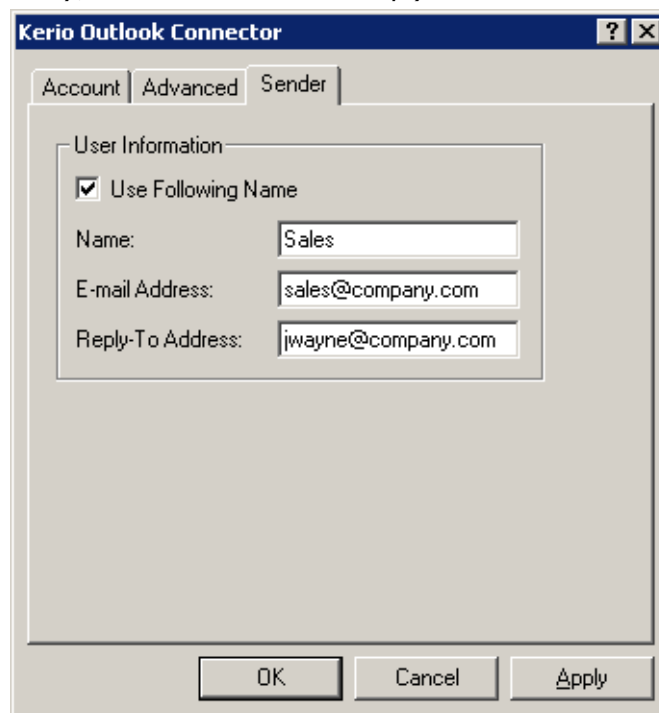 Kerio Outlook Connector
Account Advanced Sender
User Information
Use Following Name
Name: Sales
E-mail Address: sales@company.com
Reply-To Address: jwayne@company.com
OK Cancel Apply